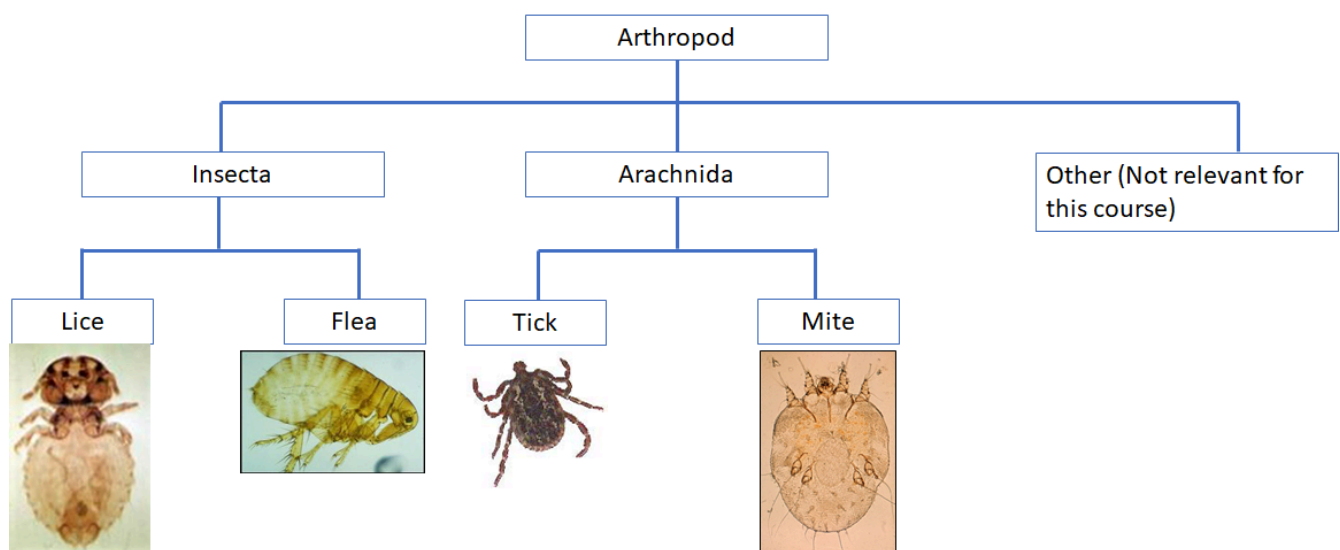 Arthropod
Insecta
Arachnida
Other (Not relevant for
this course)
Lice
Flea
Tick
Mite